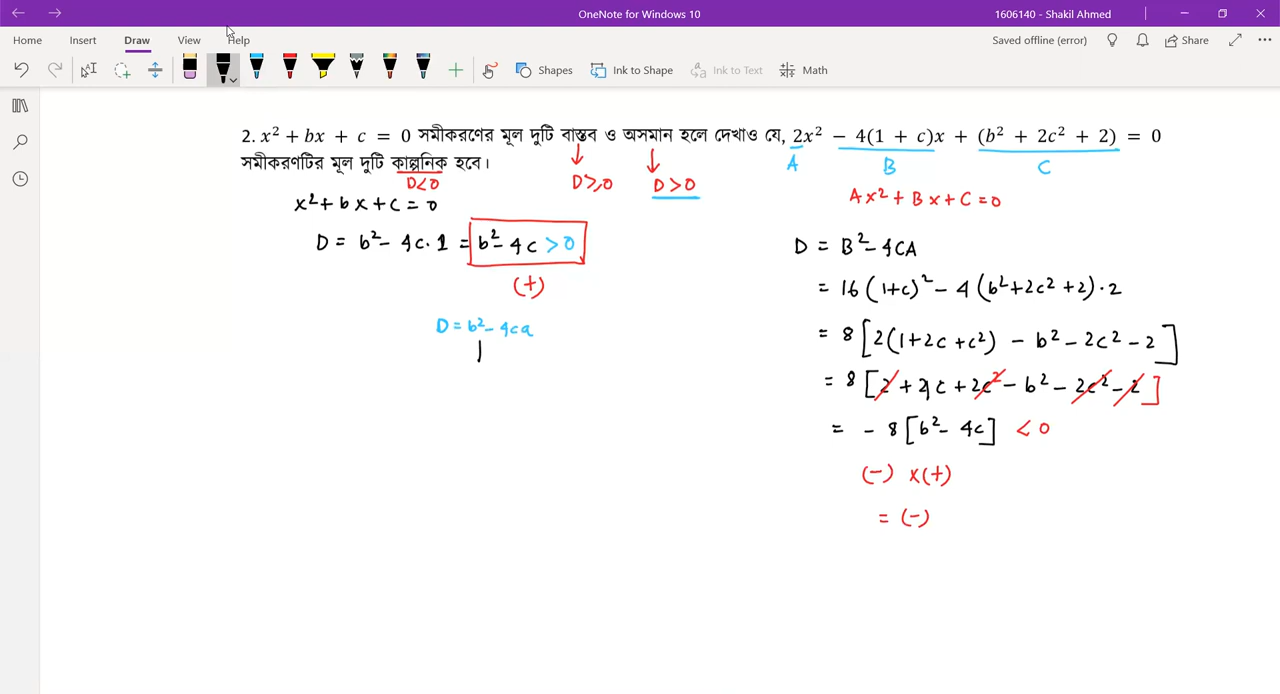 OneNote for Windows 10
1606140 - Shakil Ahmed
Home Insert Draw View Help
Saved offline (error) Share
Shapes Ink to Shape Ink to Text Math
2. x² + bx + c = 0 সমীকরণের মূল দুটি বাস্তব ও অসমান হলে দেখাও যে, 2x² − 4(1 + c)x + (b² + 2c² + 2) = 0
A B C
সমীকরণটির মূল দুটি কাল্পনিক হবে।
D<0 D>,0 D>0
Ax² + Bx + C = 0
x² + bx + c = 0
D = b² - 4c.1 = b² - 4c >0
(+)
D = b² - 4ca
D = B² - 4CA
= 16(1+c)² - 4(b²+2c²+2).2
= 8[2(1+2c+c²) - b² - 2c² - 2]
= 8[2 + 4c + 2c² - b² - 2c² - 2]
= - 8[b² - 4c] < 0
(-) x(+)
= (-)